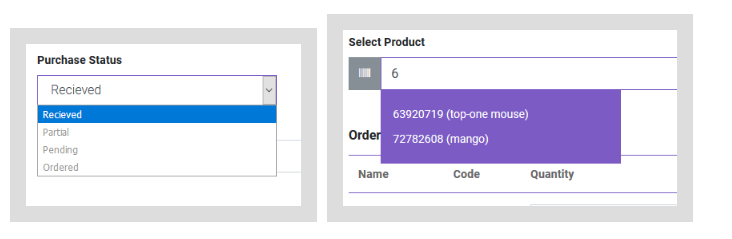 Purchase Status
Recieved
Recieved
Partial
Pending
Ordered
Select Product
6
63920719 (top-one mouse)
72782608 (mango)
Order
Name Code Quantity